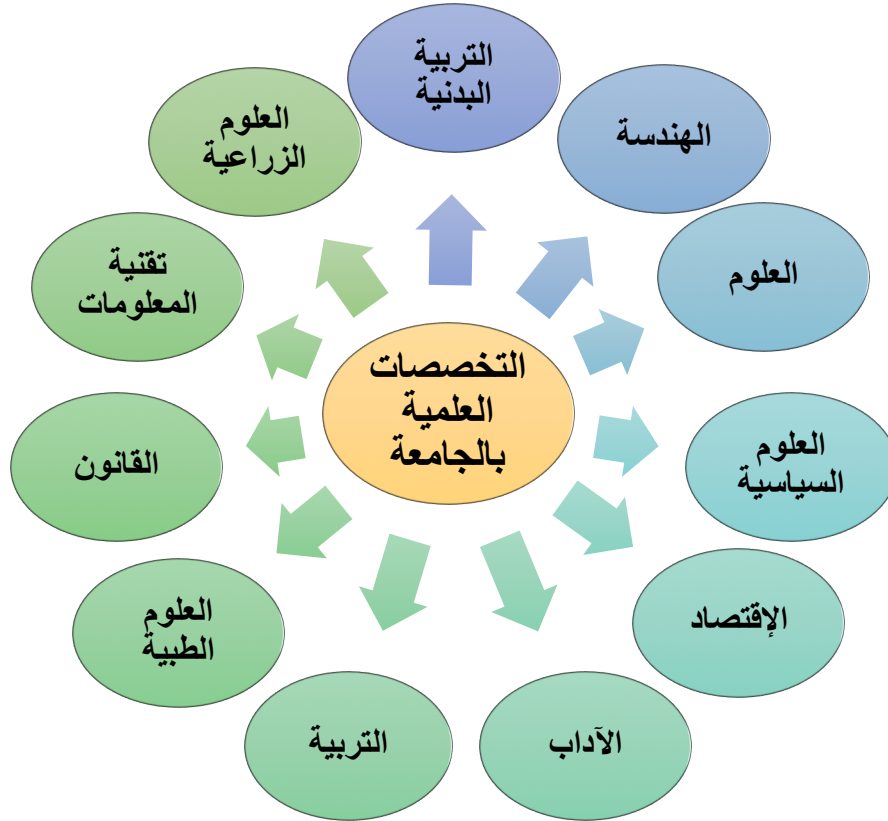 التخصصات
العلمية
بالجامعة
التربية
البدنية
الهندسة
العلوم
العلوم
السياسية
الإقتصاد
الآداب
التربية
العلوم
الطبية
القانون
تقنية
المعلومات
العلوم
الزراعية